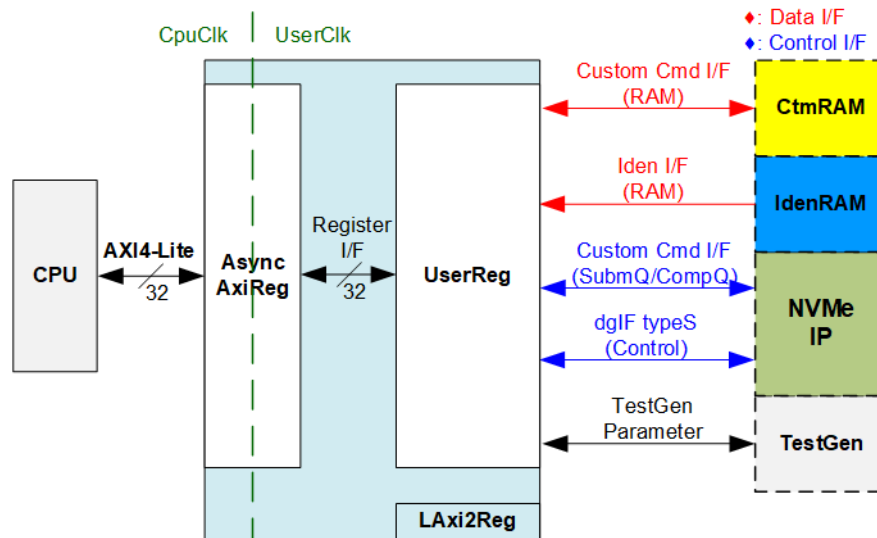 CpuClk
UserClk
♦: Data I/F
♦: Control I/F
Custom Cmd I/F
(RAM)
CtmRAM
Iden I/F
(RAM)
IdenRAM
CPU
AXI4-Lite
32
Async
AxiReg
Register
I/F
32
UserReg
Custom Cmd I/F
(SubmQ/CompQ)
NVMe
IP
dgIF typeS
(Control)
TestGen
Parameter
TestGen
LAxi2Reg